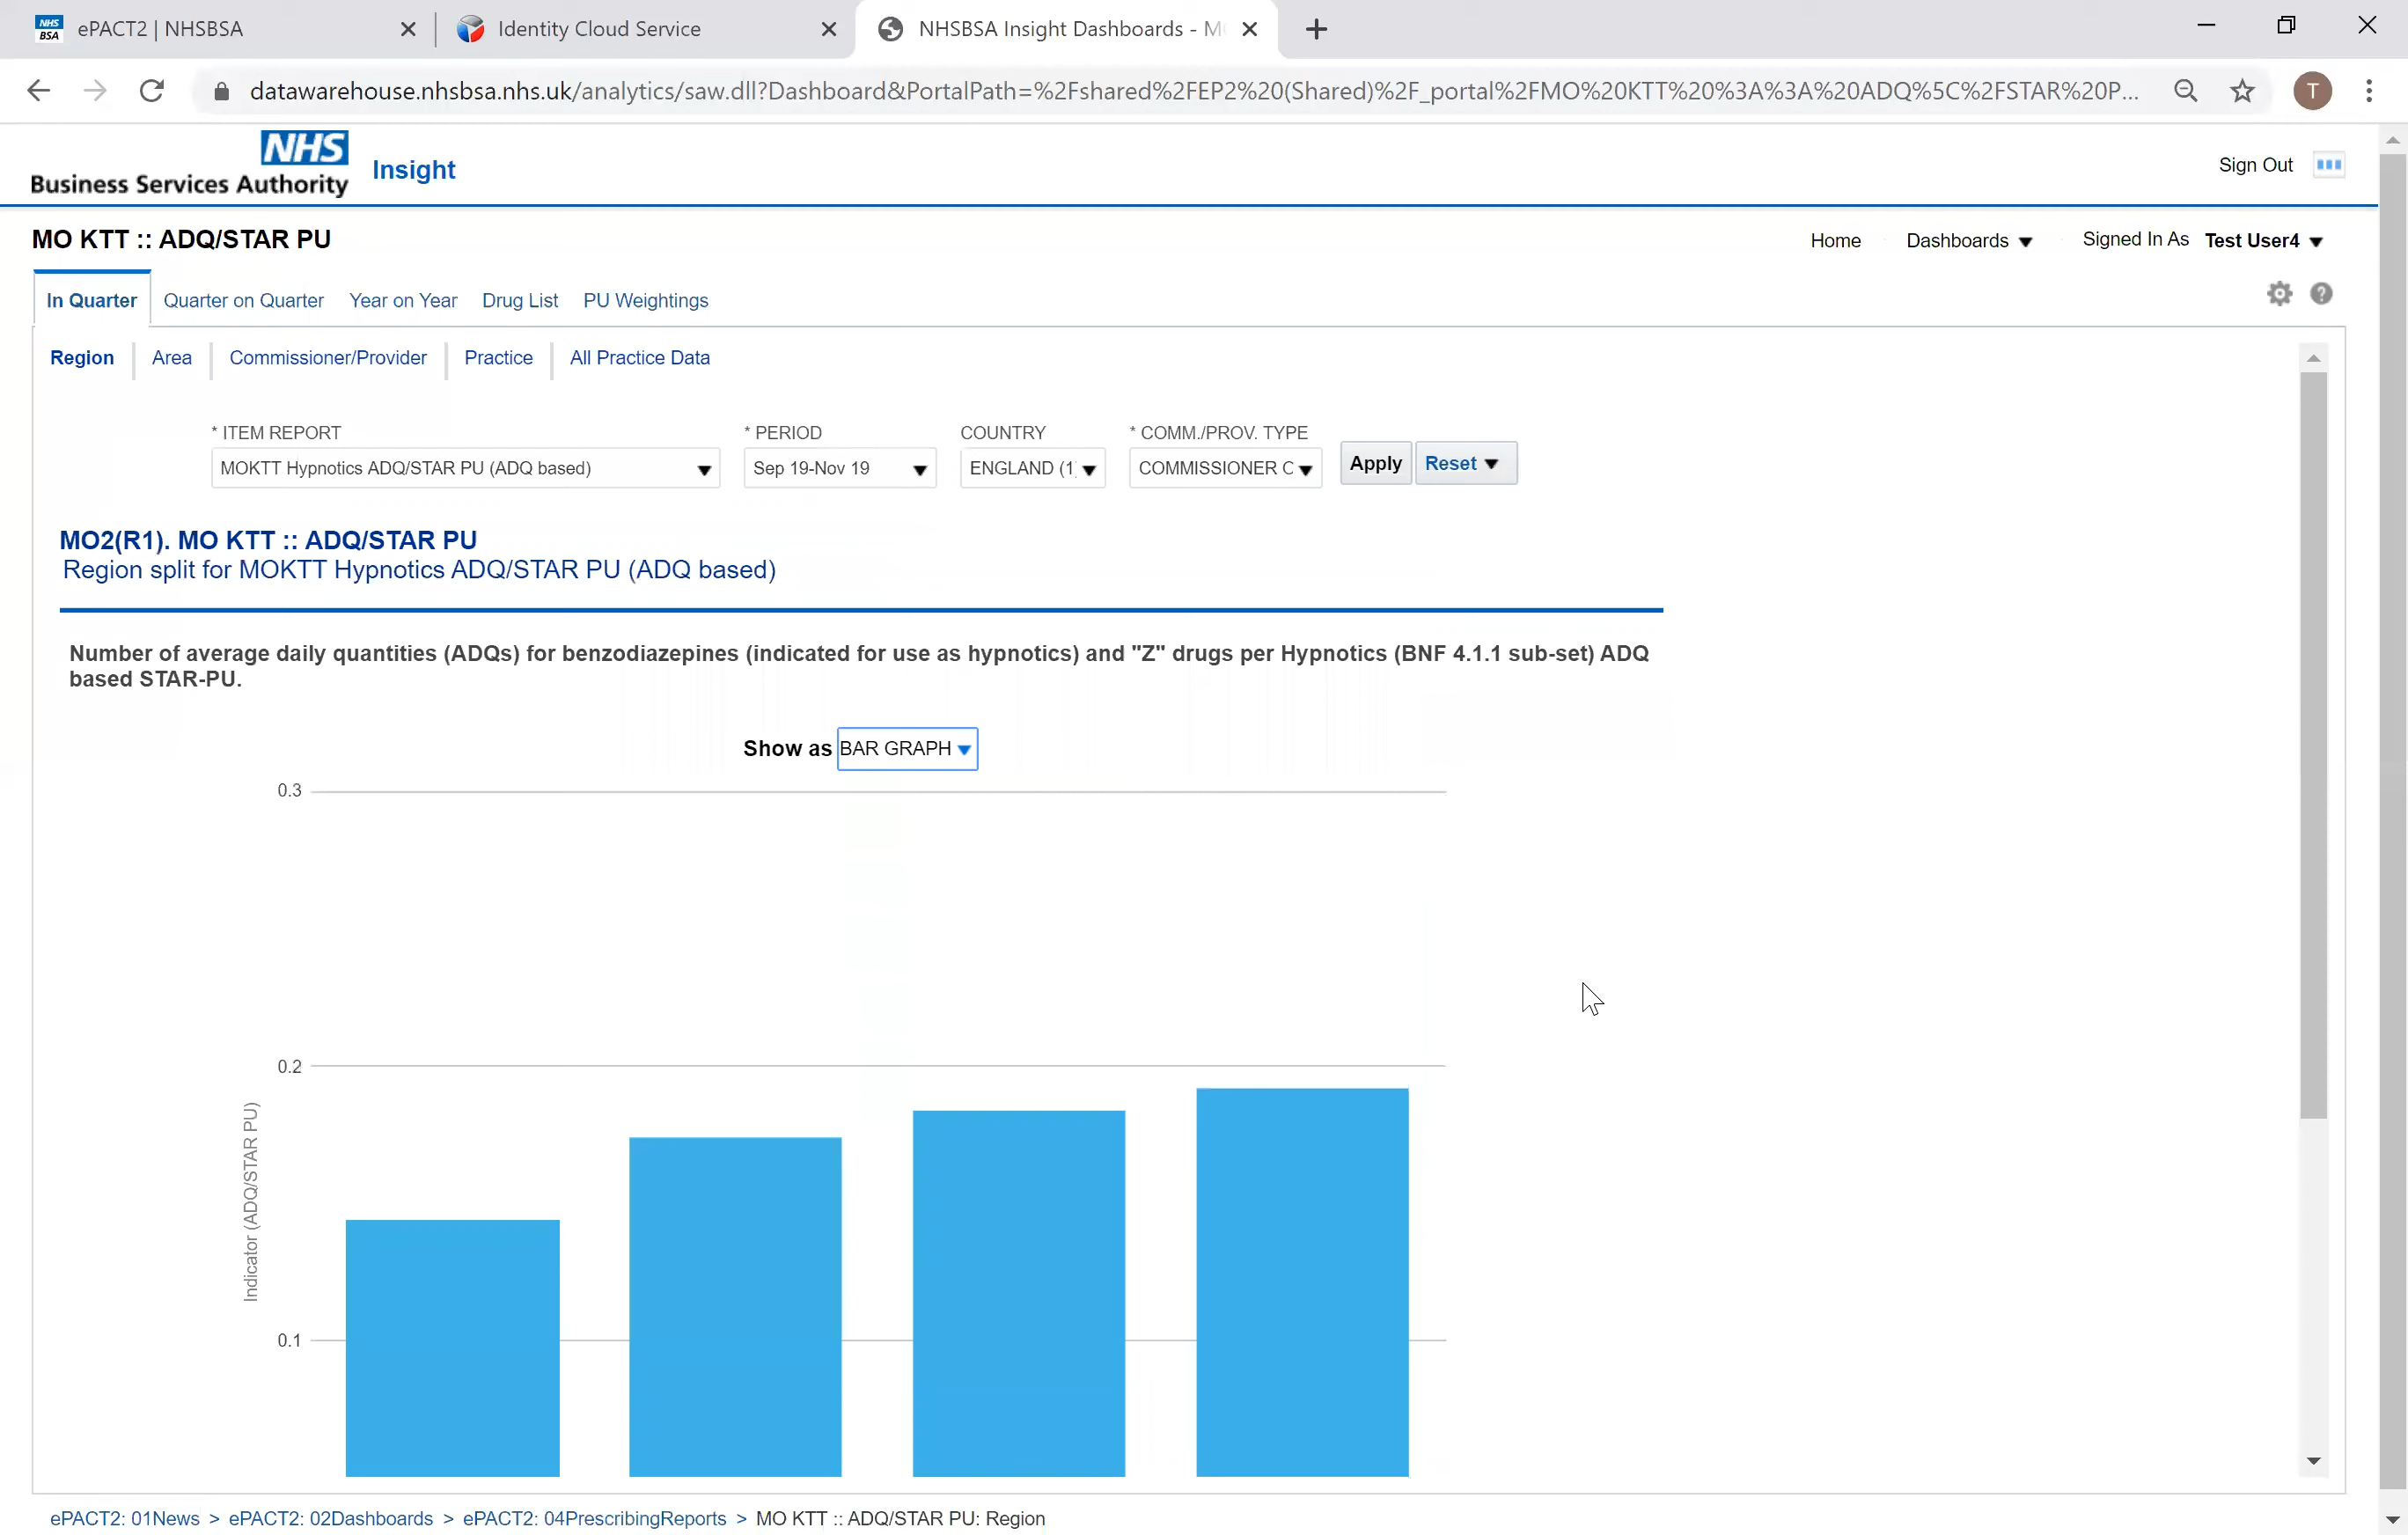 NHS BSA ePACT2 | NHSBSA Identity Cloud Service NHSBSA Insight Dashboards - M
datawarehouse.nhsbsa.nhs.uk/analytics/saw.dll?Dashboard&PortalPath=%2Fshared%2FEP2%20(Shared)%2F_portal%2FMO%20KTT%20%3A%3A%20ADQ%5C%2FSTAR%20P... T
NHS
Business Services Authority Insight Sign Out
MO KTT :: ADQ/STAR PU Home Dashboards Signed In As Test User4
In Quarter Quarter on Quarter Year on Year Drug List PU Weightings ?
Region Area Commissioner/Provider Practice All Practice Data
* ITEM REPORT * PERIOD COUNTRY * COMM./PROV. TYPE
MOKTT Hypnotics ADQ/STAR PU (ADQ based) Sep 19-Nov 19 ENGLAND (1 COMMISSIONER C Apply Reset
MO2(R1). MO KTT :: ADQ/STAR PU
Region split for MOKTT Hypnotics ADQ/STAR PU (ADQ based)
Number of average daily quantities (ADQs) for benzodiazepines (indicated for use as hypnotics) and "Z" drugs per Hypnotics (BNF 4.1.1 sub-set) ADQ
based STAR-PU.
Show as BAR GRAPH
0.3
0.2
Indicator (ADQ/STAR PU)
0.1
ePACT2: 01News > ePACT2: 02Dashboards > ePACT2: 04PrescribingReports > MO KTT :: ADQ/STAR PU: Region